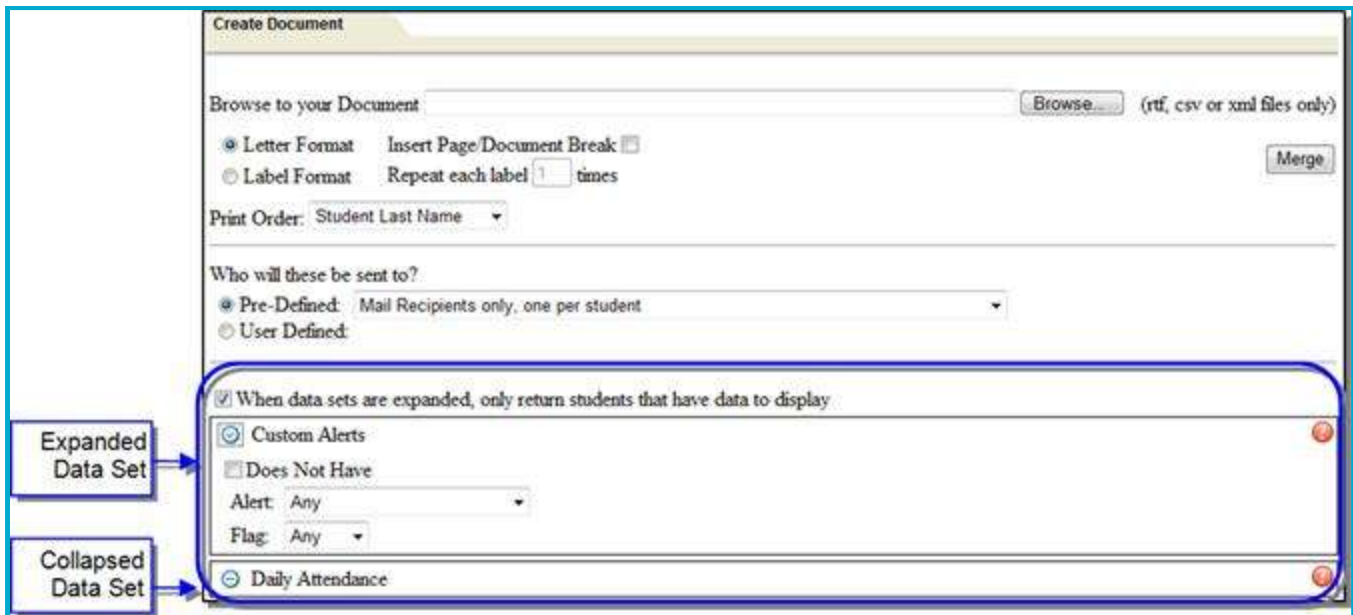 Create Document
Browse to your Document Browse... (rtf, csv or xml files only)
Letter Format Insert Page/Document Break
Merge
Label Format Repeat each label 1 times
Print Order: Student Last Name
Who will these be sent to?
Pre-Defined: Mail Recipients only, one per student
User Defined:
When data sets are expanded, only return students that have data to display
Expanded
Data Set
Custom Alerts
Does Not Have
Alert: Any
Flag: Any
Collapsed
Data Set
Daily Attendance